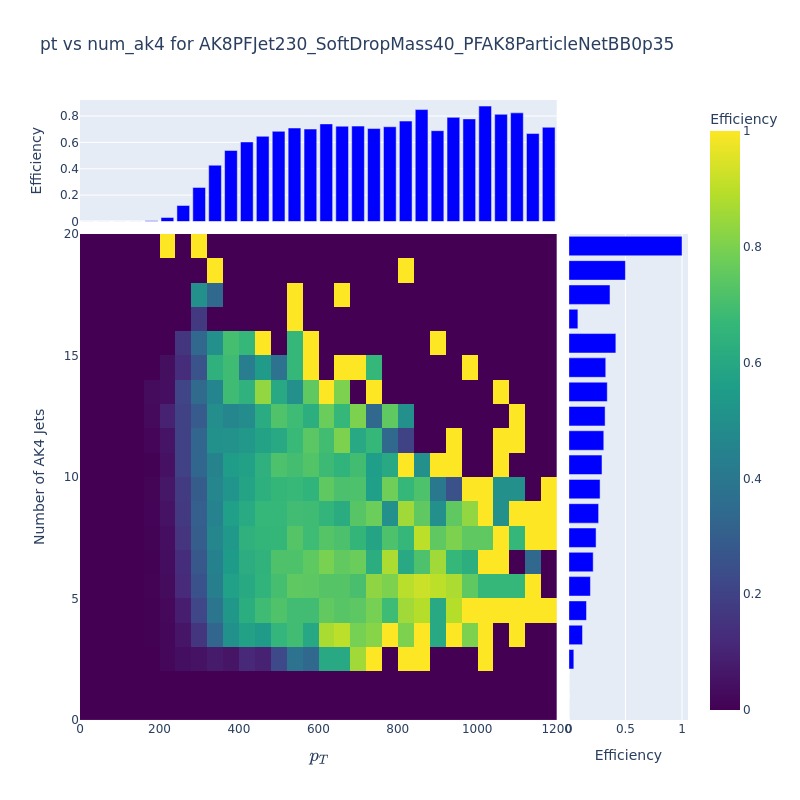 pt vs num_ak4 for AK8PFJet230_SoftDropMass40_PFAK8ParticleNetBB0p35
Efficiency
0.8
0.6
0.4
0.2
0
Efficiency
1
0.8
0.6
0.4
0.2
0
Number of AK4 Jets
20
15
10
5
0
0 200 400 600 800 1000 1200
p_T
0 0.5 1
Efficiency